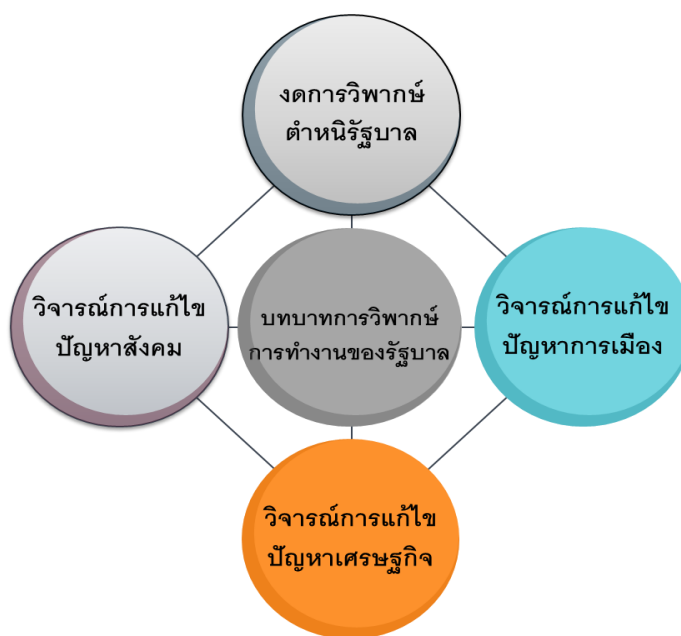 งดการวิพากษ์
ตำหนิรัฐบาล
วิจารณ์การแก้ไข
ปัญหาสังคม
บทบาทการวิพากษ์
การทำงานของรัฐบาล
วิจารณ์การแก้ไข
ปัญหาการเมือง
วิจารณ์การแก้ไข
ปัญหาเศรษฐกิจ